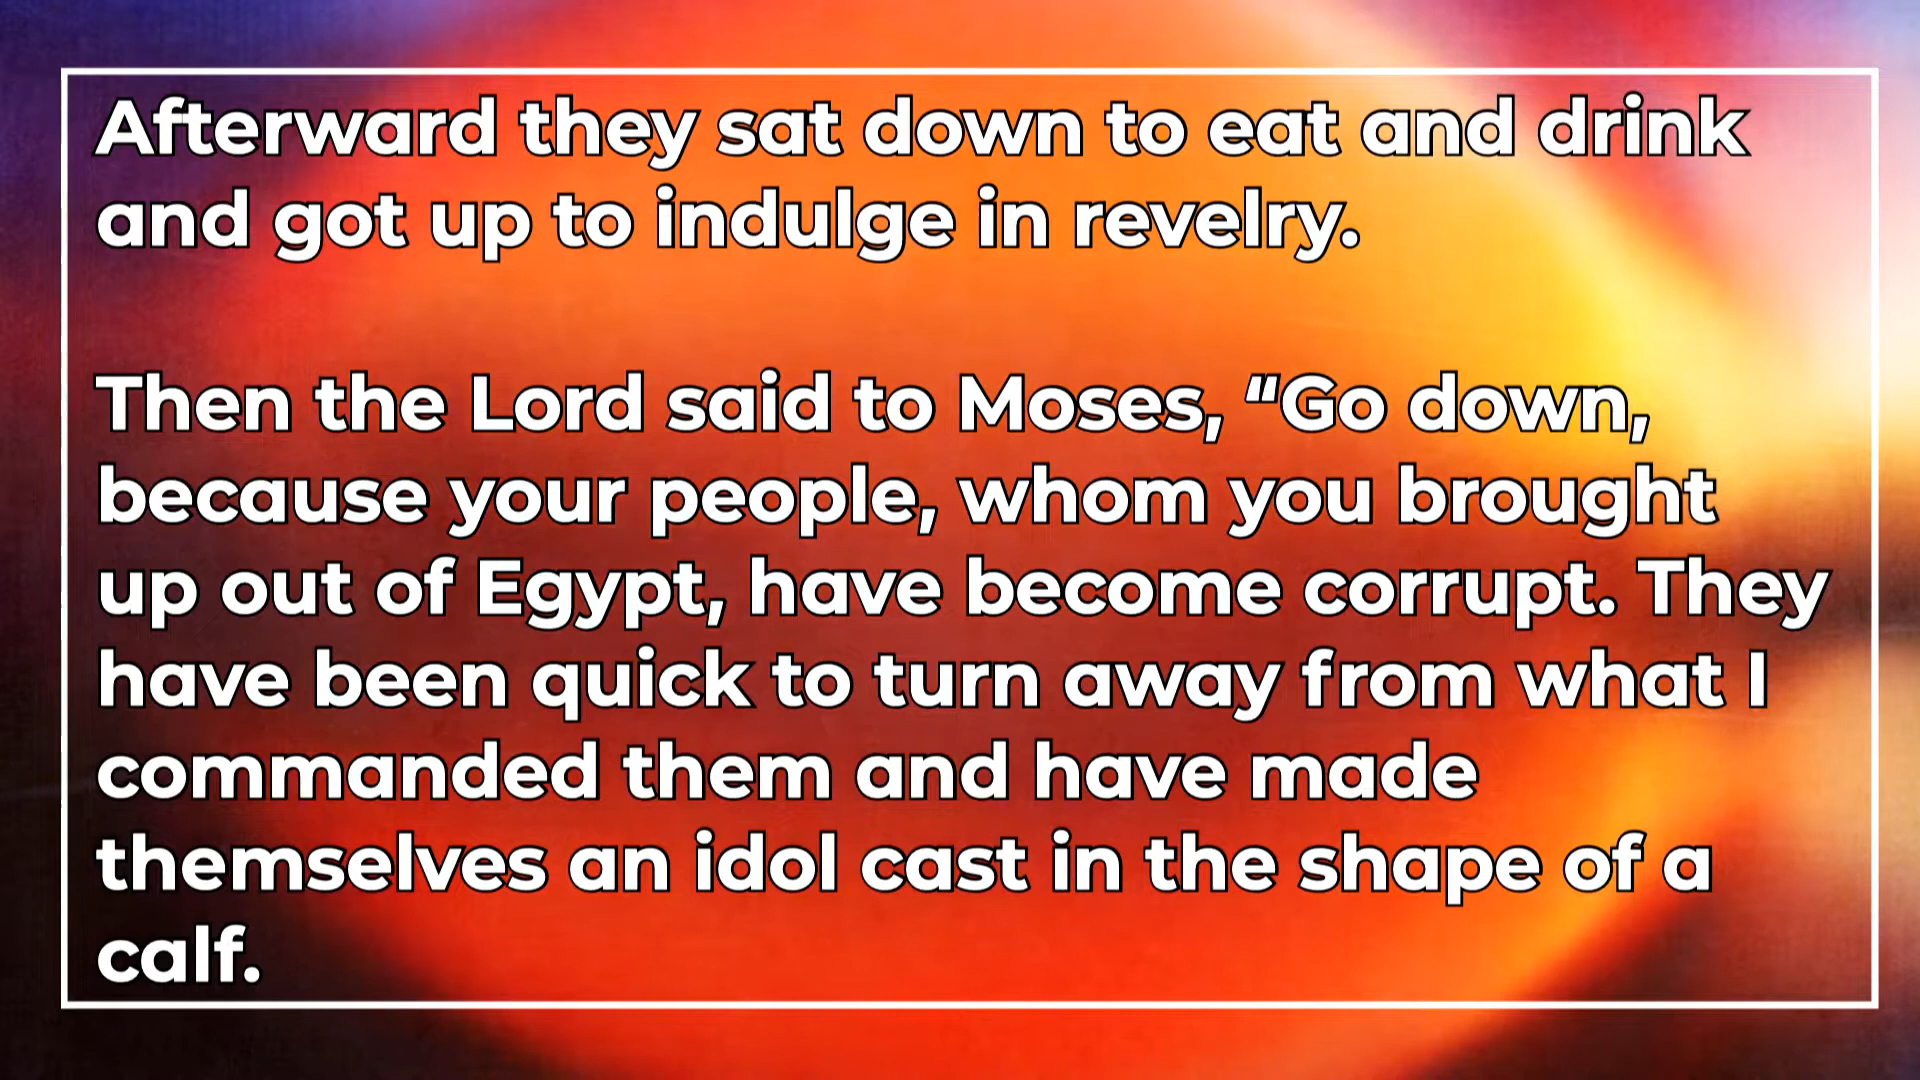 Afterward they sat down to eat and drink
and got up to indulge in revelry.
Then the Lord said to Moses, “Go down,
because your people, whom you brought
up out of Egypt, have become corrupt. They
have been quick to turn away from what I
commanded them and have made
themselves an idol cast in the shape of a
calf.